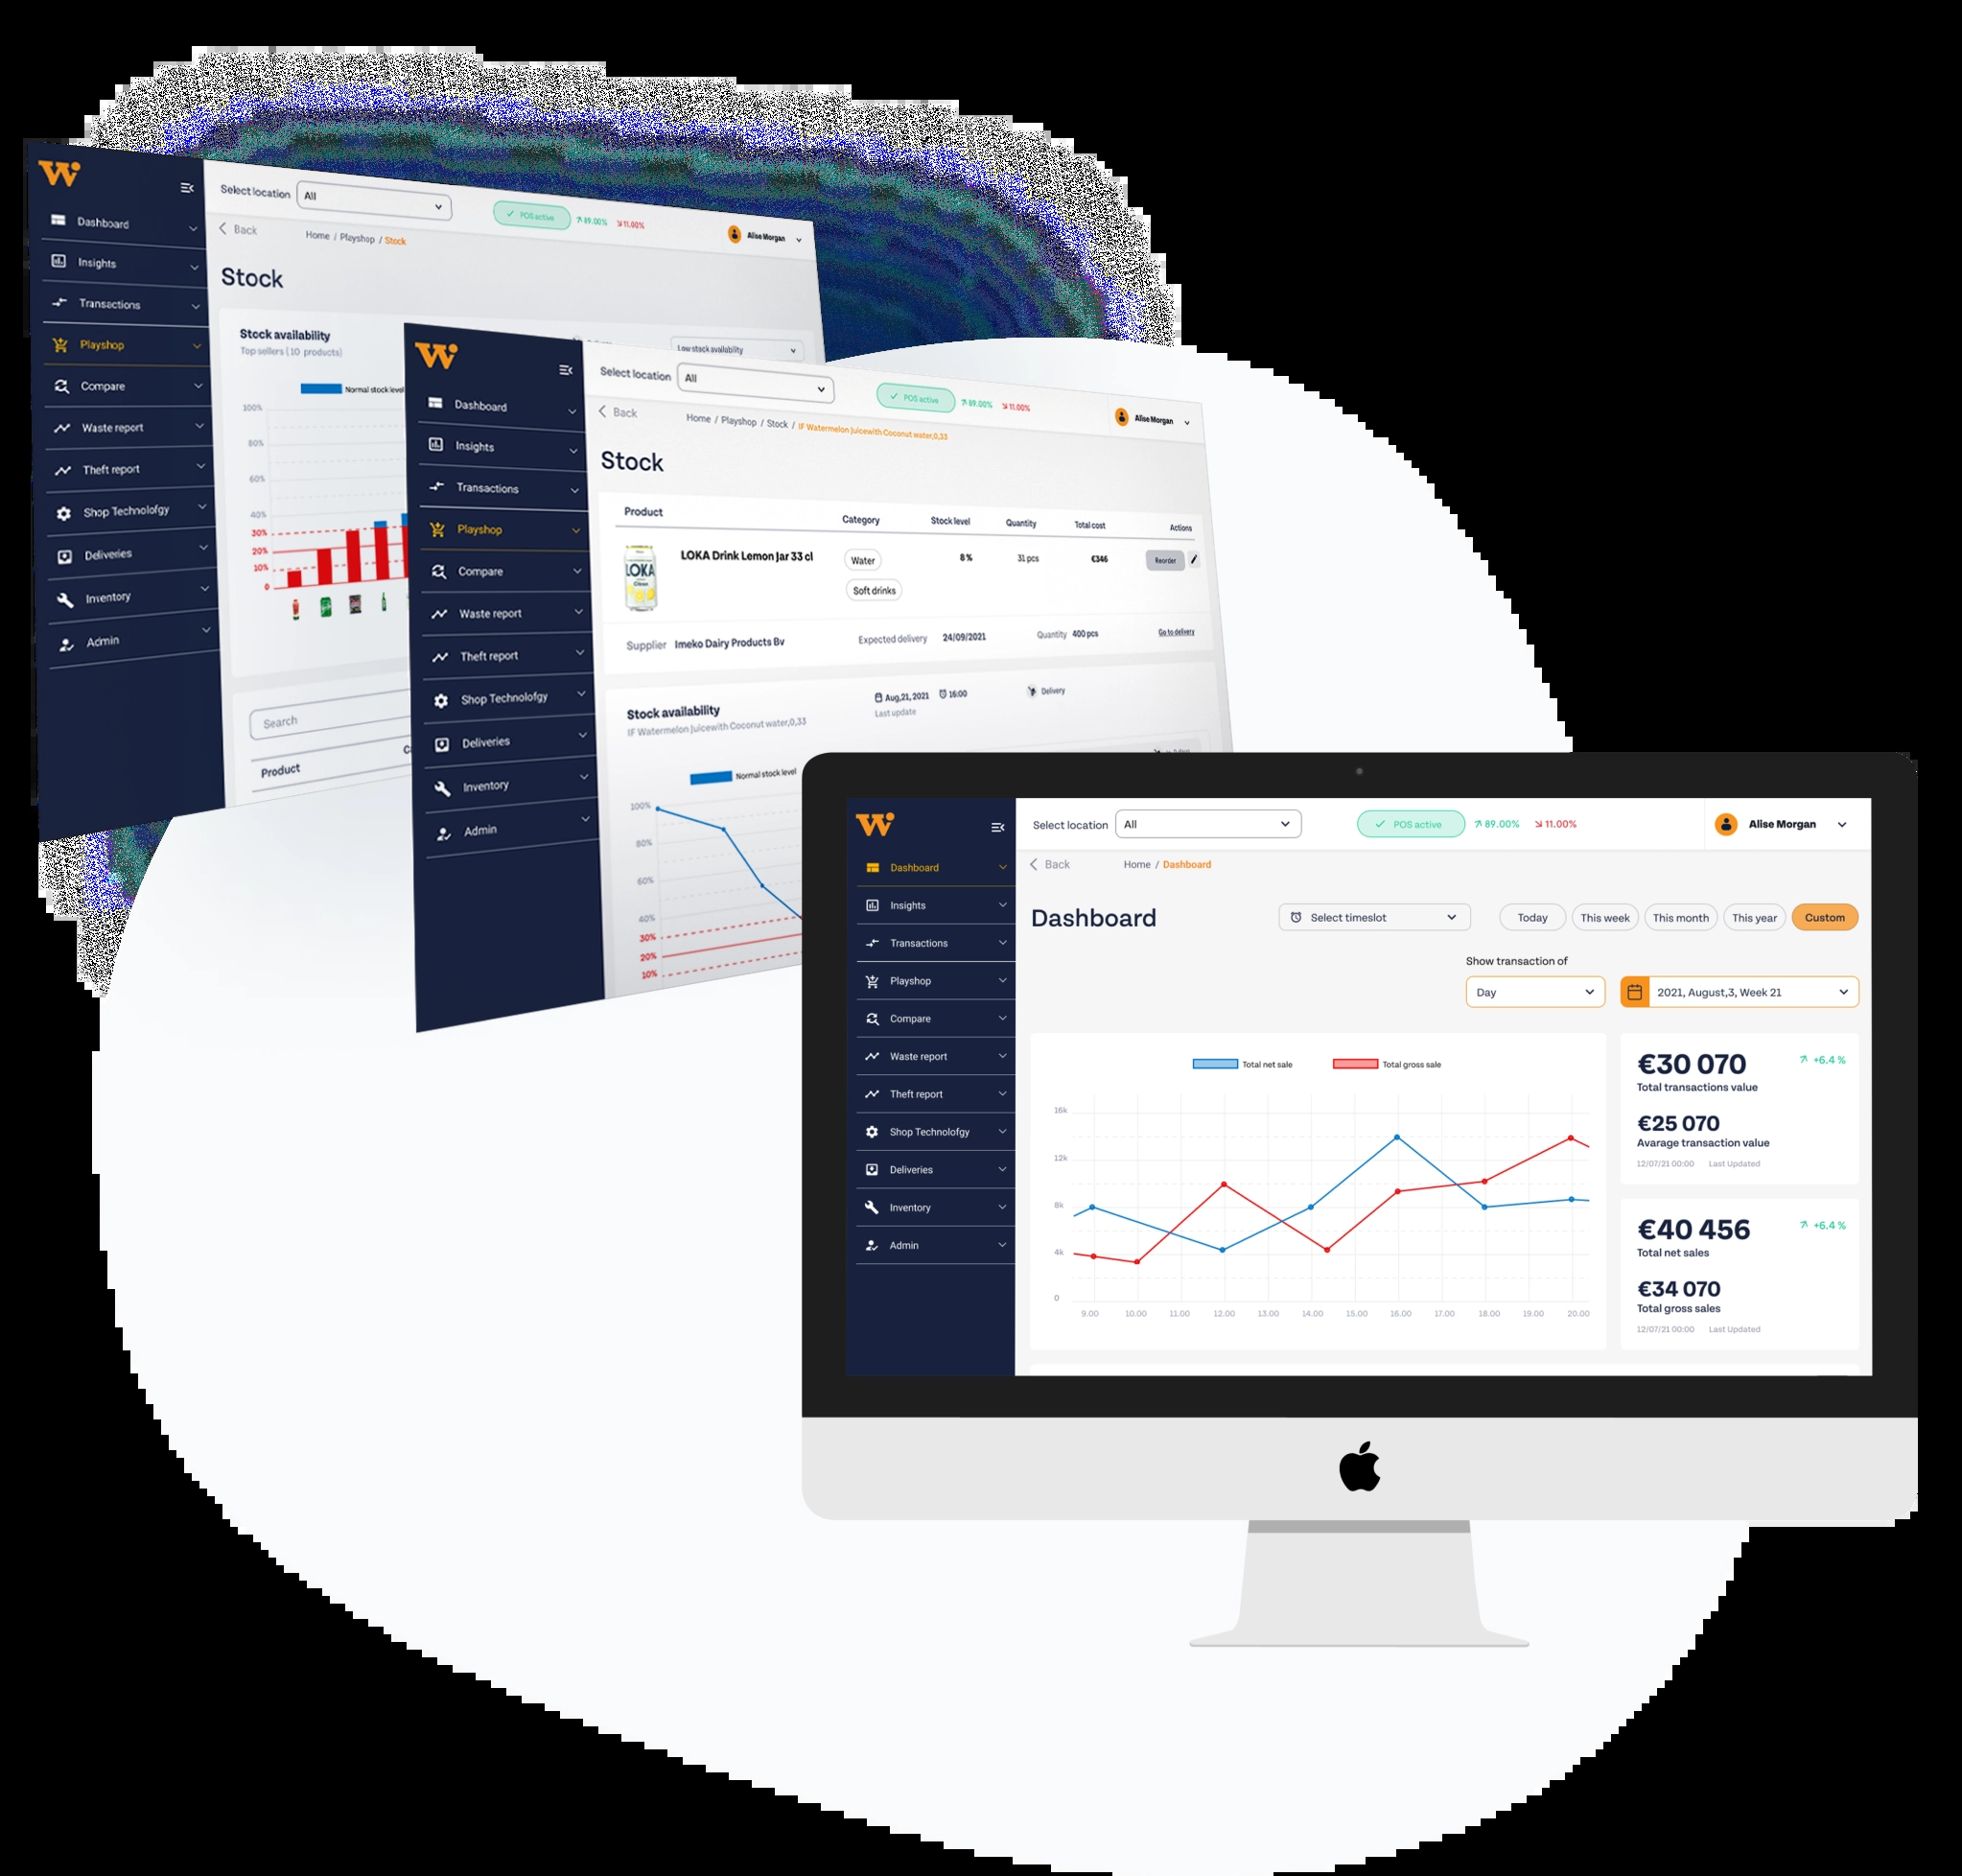 W
Select location All
POS active 89.00% 11.00%
Alise Morgan
Back
Home / Playshop / Stock
Stock
Dashboard
Insights
Transactions
Playshop
Compare
Waste report
Theft report
Shop Technolofgy
Deliveries
Inventory
Admin
Stock availability
Top sellers (10 products)
Low stock availability
Normal stock level
100%
80%
60%
40%
30%
20%
10%
0
Search
Product
W
Select location All
POS active 89.00% 11.00%
Alise Morgan
Back
Home / Playshop / Stock / IF Watermelon Juicewith Coconut water,0,33
Stock
Dashboard
Insights
Transactions
Playshop
Compare
Waste report
Theft report
Shop Technolofgy
Deliveries
Inventory
Admin
Product Category Stock level Quantity Total cost Actions
LOKA
LOKA Drink Lemon Jar 33 cl Water 8% 31 pcs €346 Reorder
Soft drinks
Supplier Imeko Dairy Products Bv Expected delivery 24/09/2021 Quantity 400 pcs Go to delivery
Stock availability
IF Watermelon Juicewith Coconut water,0,33
Aug,21, 2021 16:00 Delivery
Last update
Normal stock level
100%
80%
60%
40%
30%
20%
10%
W
Select location All
POS active 89.00% 11.00%
Alise Morgan
Back
Home / Dashboard
Dashboard
Insights
Transactions
Playshop
Compare
Waste report
Theft report
Shop Technolofgy
Deliveries
Inventory
Admin
Dashboard
Select timeslot
Today This week This month This year Custom
Show transaction of
Day
2021, August,3, Week 21
Total net sale Total gross sale
16k
12k
8k
4k
0
9.00 10.00 11.00 12.00 13.00 14.00 15.00 16.00 17.00 18.00 19.00 20.00
€30 070 +6.4 %
Total transactions value
€25 070
Avarage transaction value
12/07/21 00:00 Last Updated
€40 456 +6.4 %
Total net sales
€34 070
Total gross sales
12/07/21 00:00 Last Updated